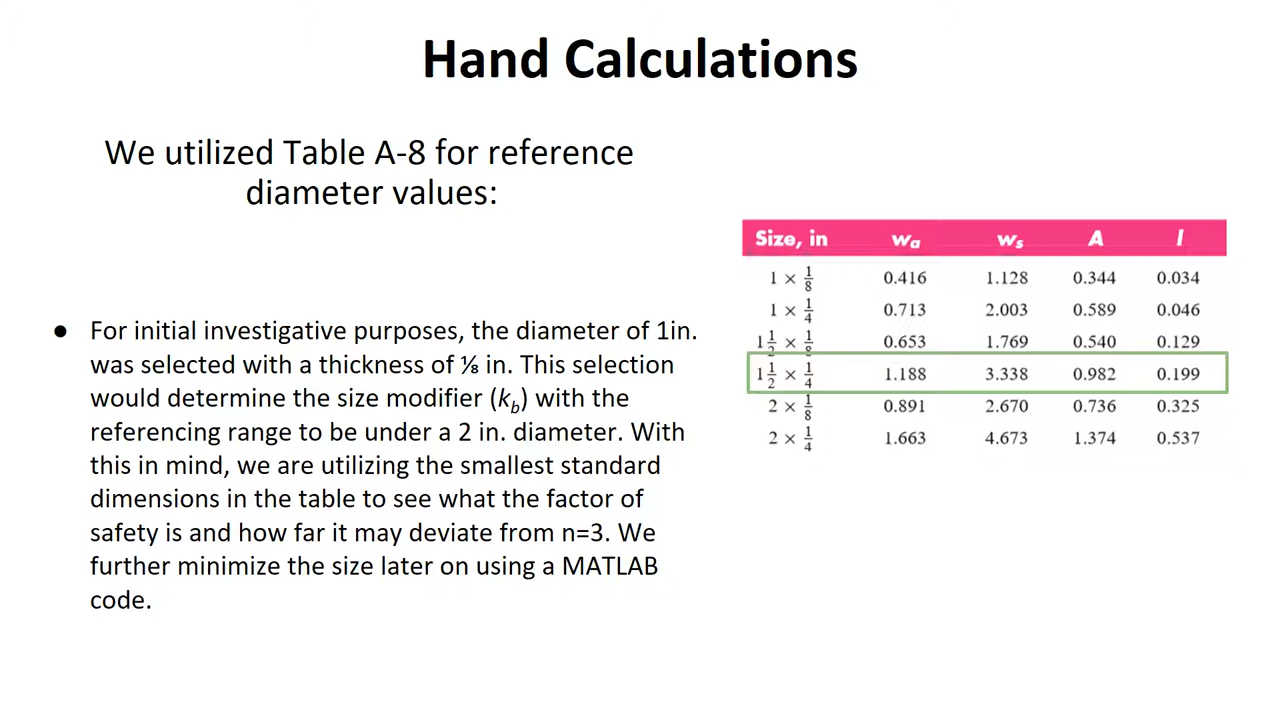 Hand Calculations
We utilized Table A-8 for reference
diameter values:
● For initial investigative purposes, the diameter of 1in.
was selected with a thickness of ⅛ in. This selection
would determine the size modifier (k_b) with the
referencing range to be under a 2 in. diameter. With
this in mind, we are utilizing the smallest standard
dimensions in the table to see what the factor of
safety is and how far it may deviate from n=3. We
further minimize the size later on using a MATLAB
code.
Size, in w_a w_s A I
1 × 1/8 0.416 1.128 0.344 0.034
1 × 1/4 0.713 2.003 0.589 0.046
1 1/2 × 1/8 0.653 1.769 0.540 0.129
1 1/2 × 1/4 1.188 3.338 0.982 0.199
2 × 1/8 0.891 2.670 0.736 0.325
2 × 1/4 1.663 4.673 1.374 0.537